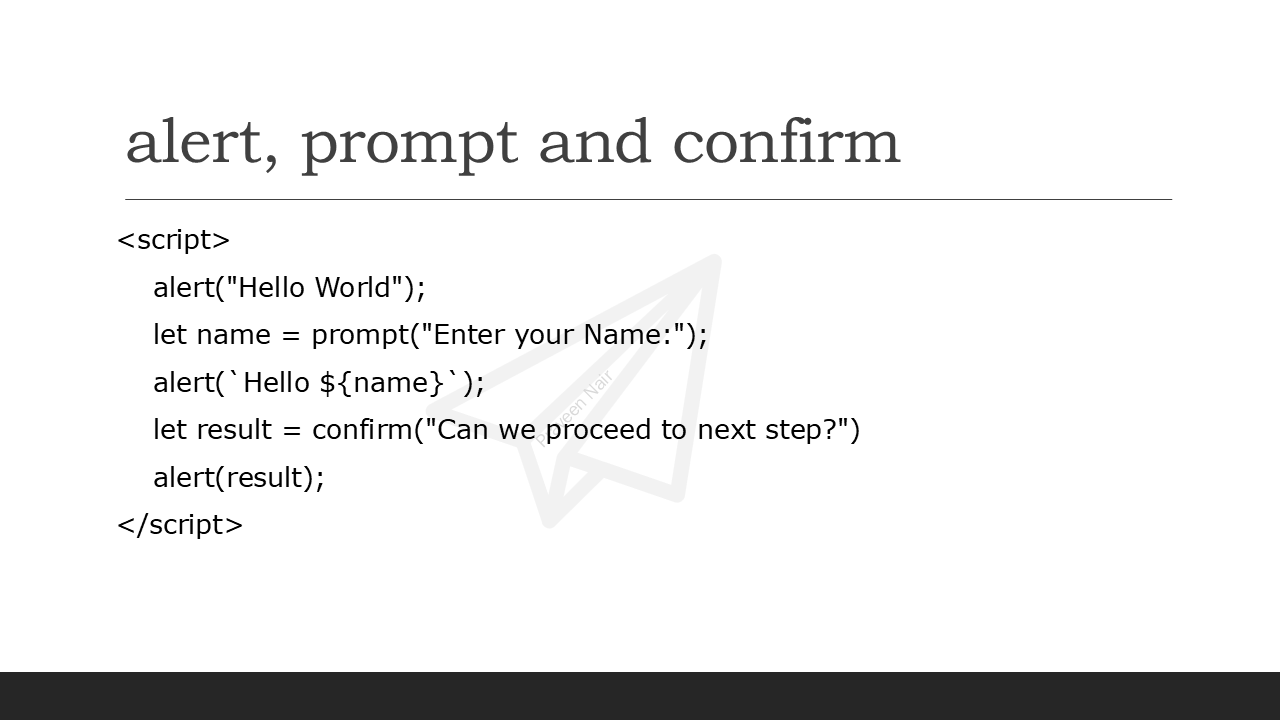 alert, prompt and confirm
<script>
alert("Hello World");
let name = prompt("Enter your Name:");
alert(`Hello ${name}`);
let result = confirm("Can we proceed to next step?")
alert(result);
</script>
Praveen Nair